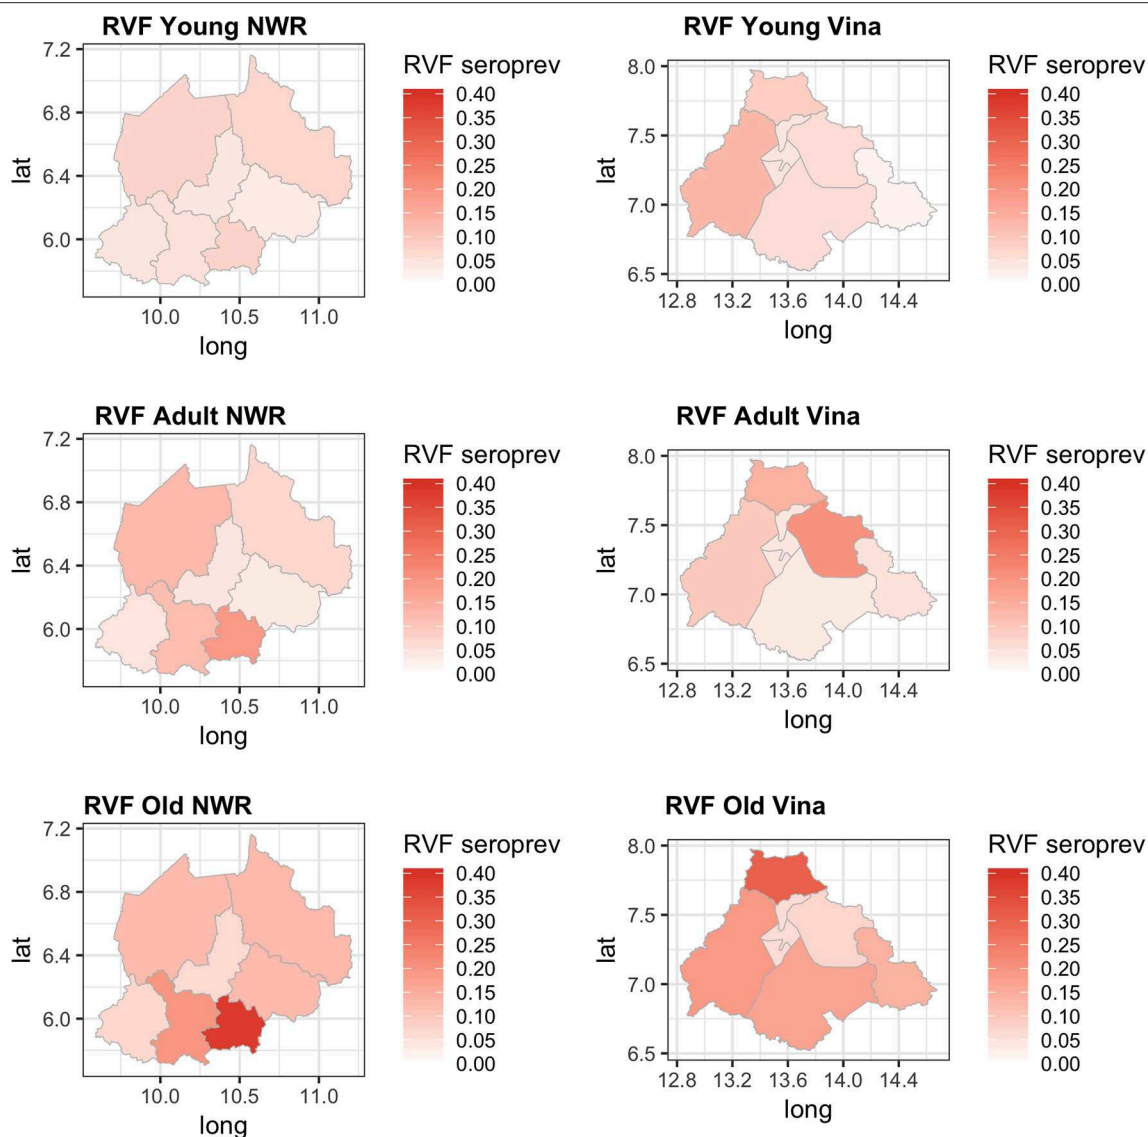 RVF Young NWR
7.2
6.8
6.4
6.0
lat
10.0 10.5 11.0
long
RVF seroprev
0.40
0.35
0.30
0.25
0.20
0.15
0.10
0.05
0.00
RVF Young Vina
8.0
7.5
7.0
6.5
lat
12.8 13.2 13.6 14.0 14.4
long
RVF seroprev
0.40
0.35
0.30
0.25
0.20
0.15
0.10
0.05
0.00
RVF Adult NWR
7.2
6.8
6.4
6.0
lat
10.0 10.5 11.0
long
RVF seroprev
0.40
0.35
0.30
0.25
0.20
0.15
0.10
0.05
0.00
RVF Adult Vina
8.0
7.5
7.0
6.5
lat
12.8 13.2 13.6 14.0 14.4
long
RVF seroprev
0.40
0.35
0.30
0.25
0.20
0.15
0.10
0.05
0.00
RVF Old NWR
7.2
6.8
6.4
6.0
lat
10.0 10.5 11.0
long
RVF seroprev
0.40
0.35
0.30
0.25
0.20
0.15
0.10
0.05
0.00
RVF Old Vina
8.0
7.5
7.0
6.5
lat
12.8 13.2 13.6 14.0 14.4
long
RVF seroprev
0.40
0.35
0.30
0.25
0.20
0.15
0.10
0.05
0.00